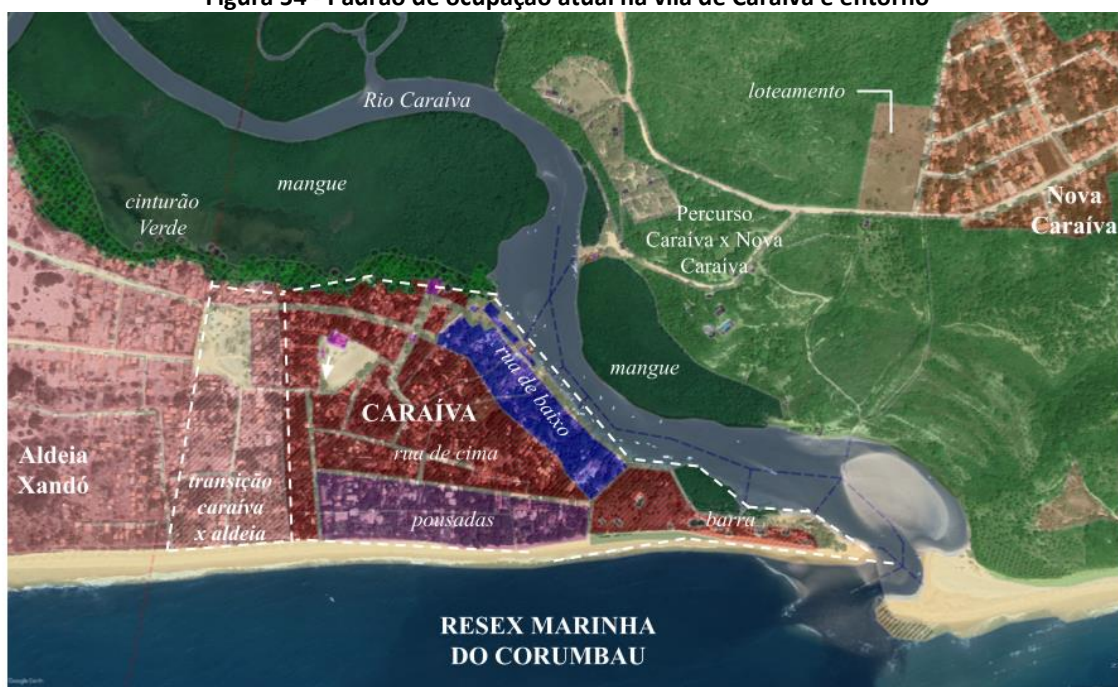 Figura 54 - Padrão de ocupação atual na vila de Caraíva e entorno
Rio Caraíva
loteamento
mangue
cinturão
Verde
Nova
Caraíva
Percurso
Caraíva x Nova
Caraíva
rua de baixo
mangue
CARAÍVA
rua de cima
Aldeia
Xandó
transição
caraíva
x aldeia
pousadas
barra
RESEX MARINHA
DO CORUMBAU
Google Earth